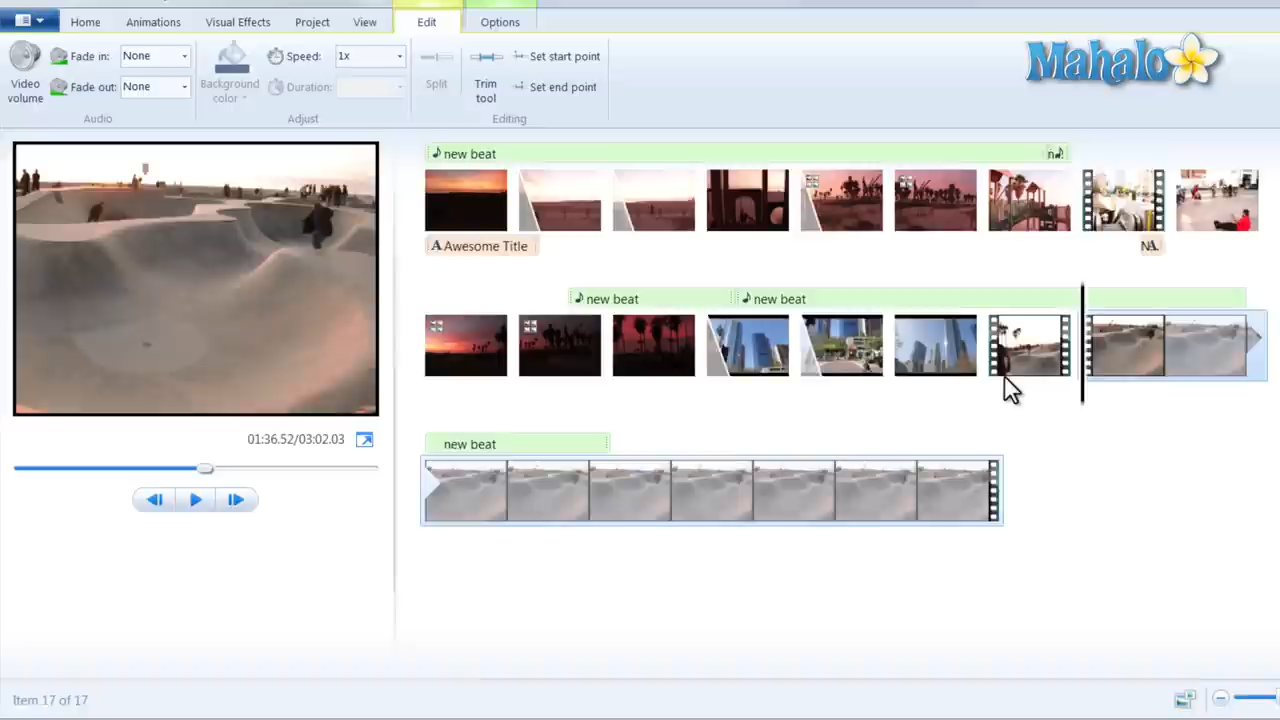 Home Animations Visual Effects Project View Edit Options
Mahalo
Video volume
Fade in: None
Fade out: None
Audio
Background color
Speed: 1x
Duration:
Adjust
Split
Trim tool
Set start point
Set end point
Editing
new beat
n
A Awesome Title
NA.
new beat
new beat
01:36.52/03:02.03
new beat
Item 17 of 17